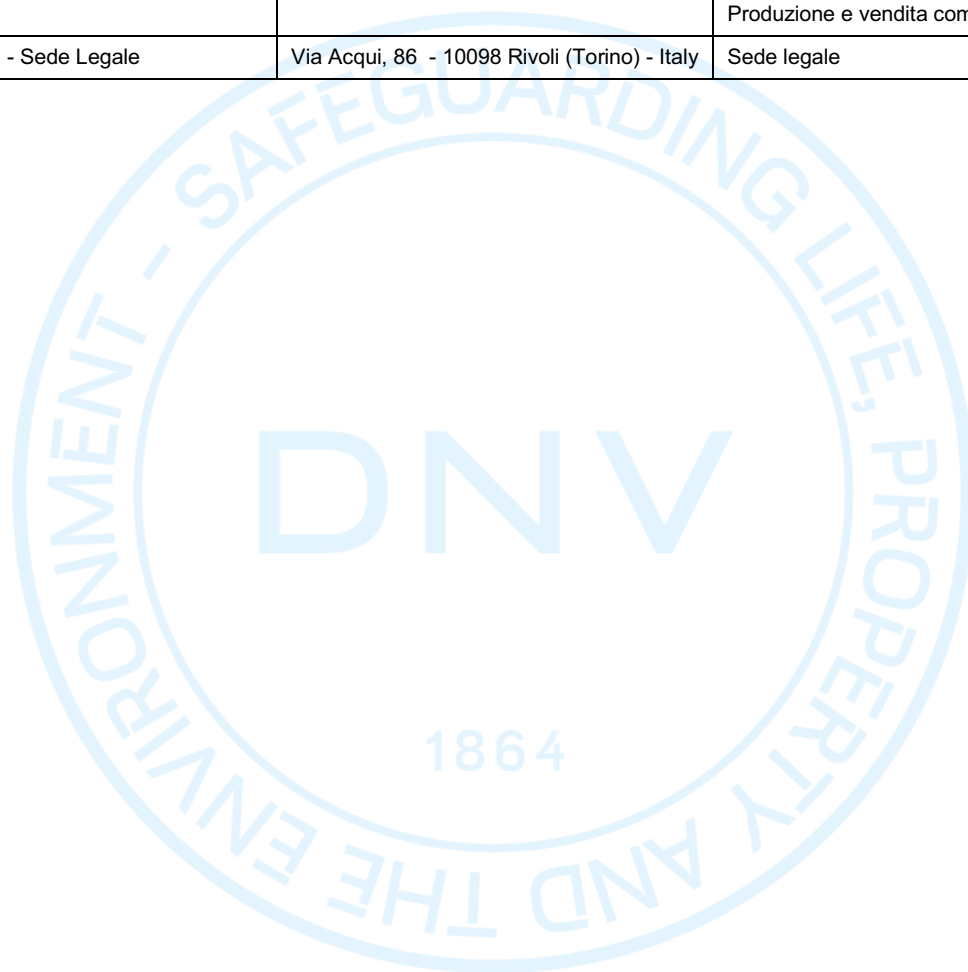 Produzione e vendita com
- Sede Legale Via Acqui, 86 - 10098 Rivoli (Torino) - Italy Sede legale
SAFEGUARDING LIFE, PROPERTY AND THE ENVIRONMENT -
DNV
1864